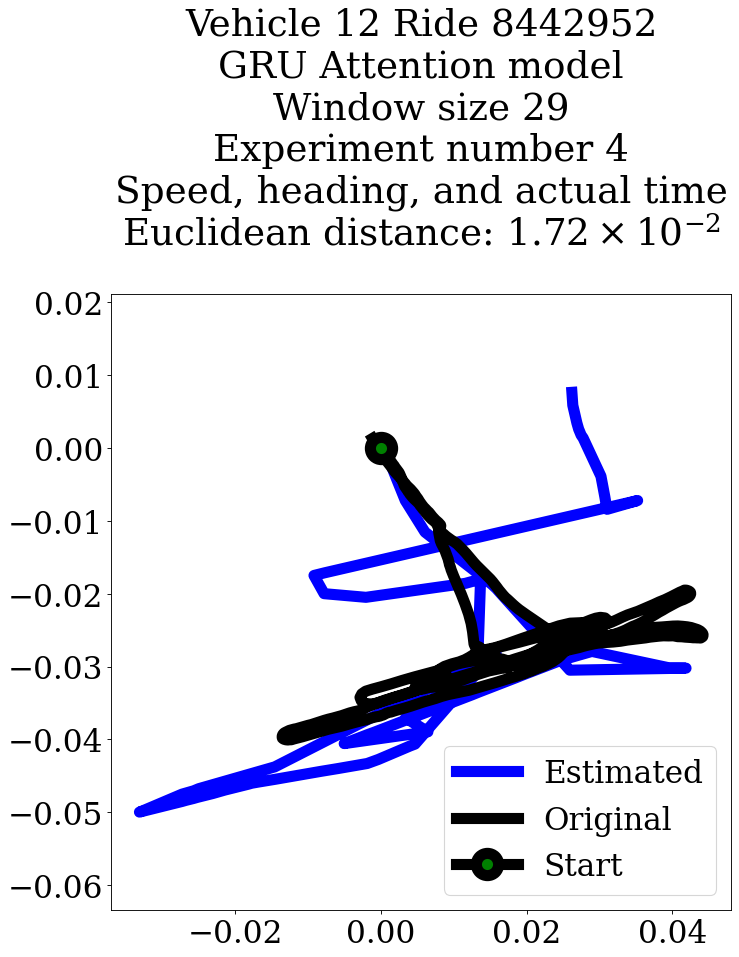 Vehicle 12 Ride 8442952
GRU Attention model
Window size 29
Experiment number 4
Speed, heading, and actual time
Euclidean distance: 1.72 × 10⁻²
0.02
0.01
0.00
−0.01
−0.02
−0.03
−0.04
−0.05
−0.06
Estimated
Original
Start
−0.02 0.00 0.02 0.04